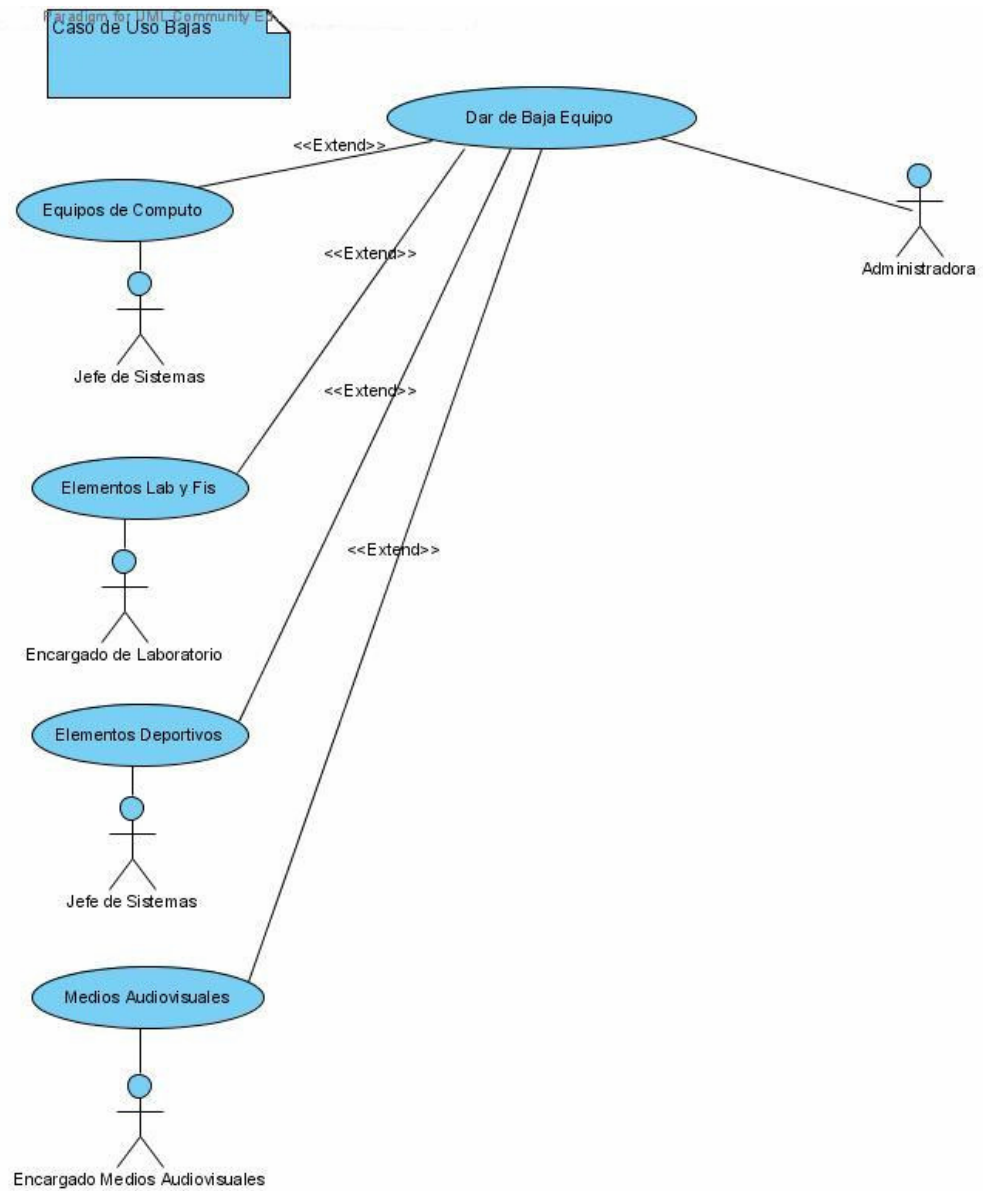 Paradigm for UML Community Ed
Caso de Uso Bajas
Dar de Baja Equipo
<<Extend>>
Equipos de Computo
<<Extend>>
Administradora
Jefe de Sistemas
<<Extend>>
Elementos Lab y Fis
<<Extend>>
Encargado de Laboratorio
Elementos Deportivos
Jefe de Sistemas
Medios Audiovisuales
Encargado Medios Audiovisuales